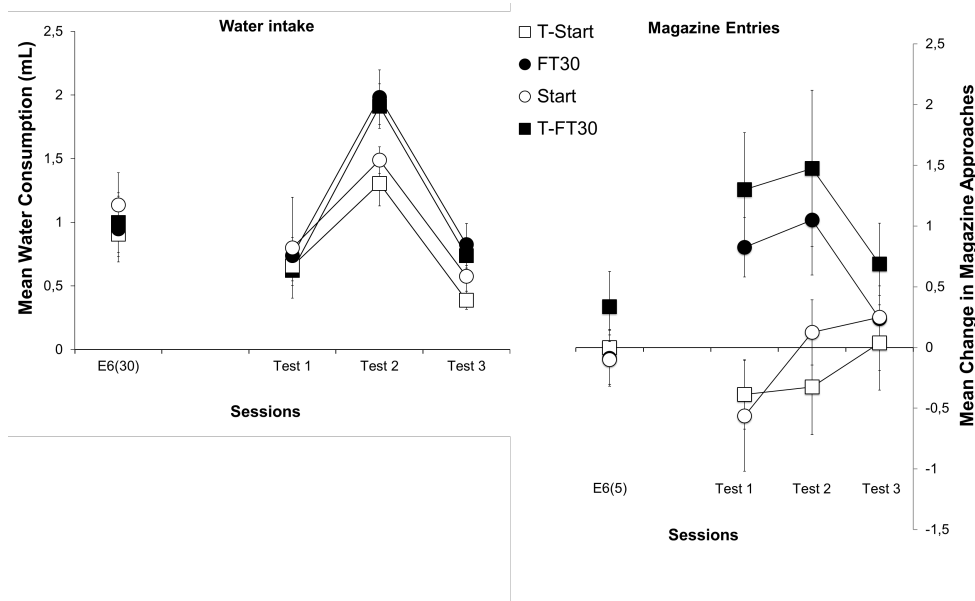 Water intake
Mean Water Consumption (mL)
2,5
2
1,5
1
0,5
0
E6(30)
Test 1
Test 2
Test 3
Sessions
T-Start
FT30
Start
T-FT30
Magazine Entries
Mean Change in Magazine Approaches
2,5
2
1,5
1
0,5
0
-0,5
-1
-1,5
E6(5)
Test 1
Test 2
Test 3
Sessions